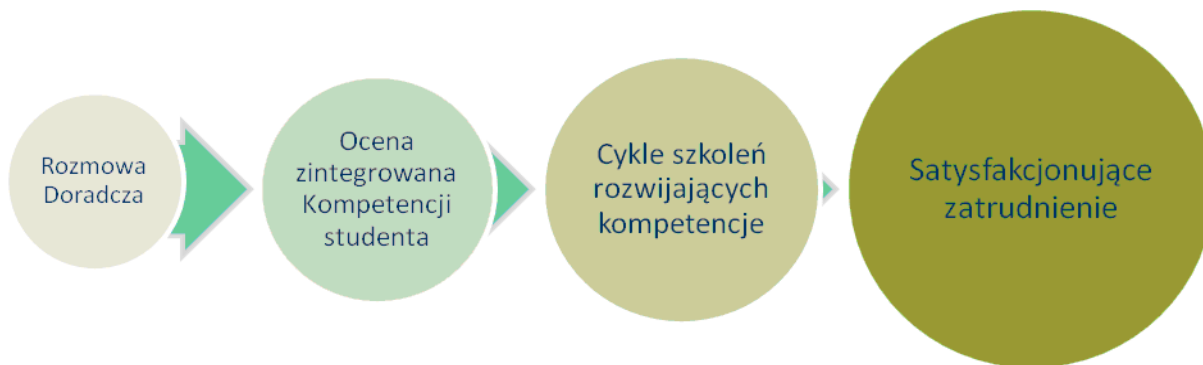 Rozmowa
Doradcza
Ocena
zintegrowana
Kompetencji
studenta
Cykle szkoleń
rozwijających
kompetencje
Satysfakcjonujące
zatrudnienie